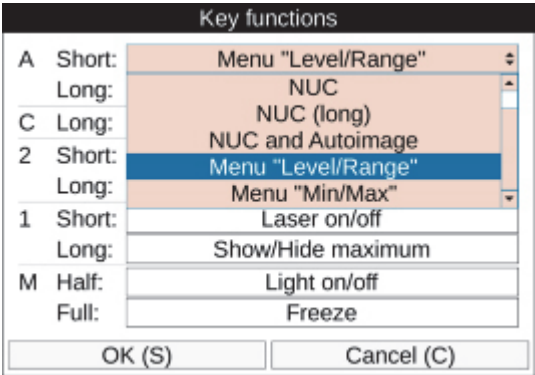 Key functions
A Short: Menu "Level/Range"
Long: NUC
NUC (long)
C Long:
NUC and Autoimage
2 Short:
Menu "Level/Range"
Long: Menu "Min/Max"
1 Short: Laser on/off
Long: Show/Hide maximum
M Half: Light on/off
Full: Freeze
OK (S) Cancel (C)